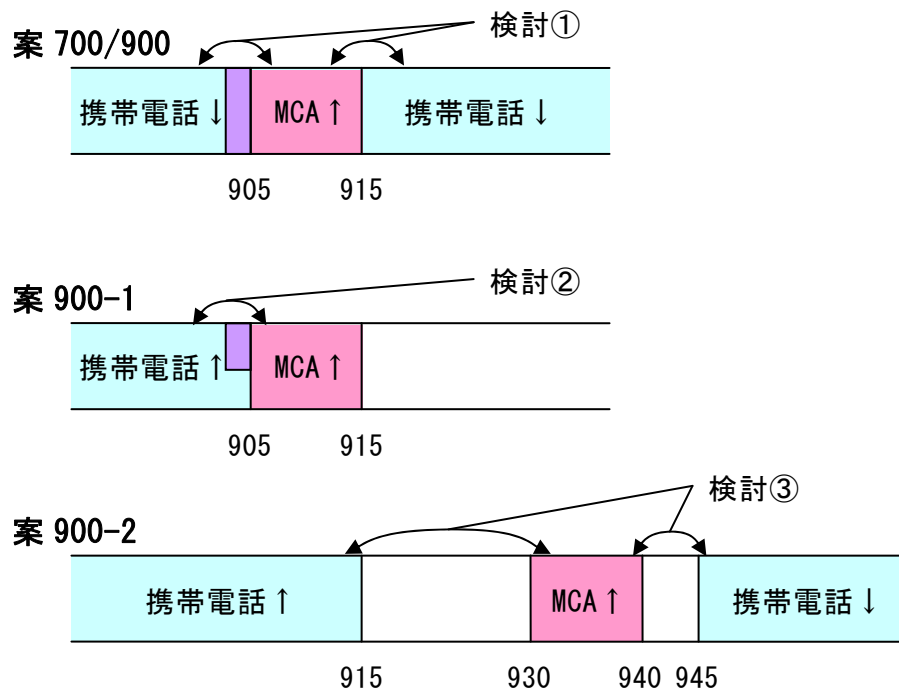 検討①
案 700/900
携帯電話↓ MCA↑ 携帯電話↓
905 915
検討②
案 900-1
携帯電話↑ MCA↑
905 915
検討③
案 900-2
携帯電話↑ MCA↑ 携帯電話↓
915 930 940 945